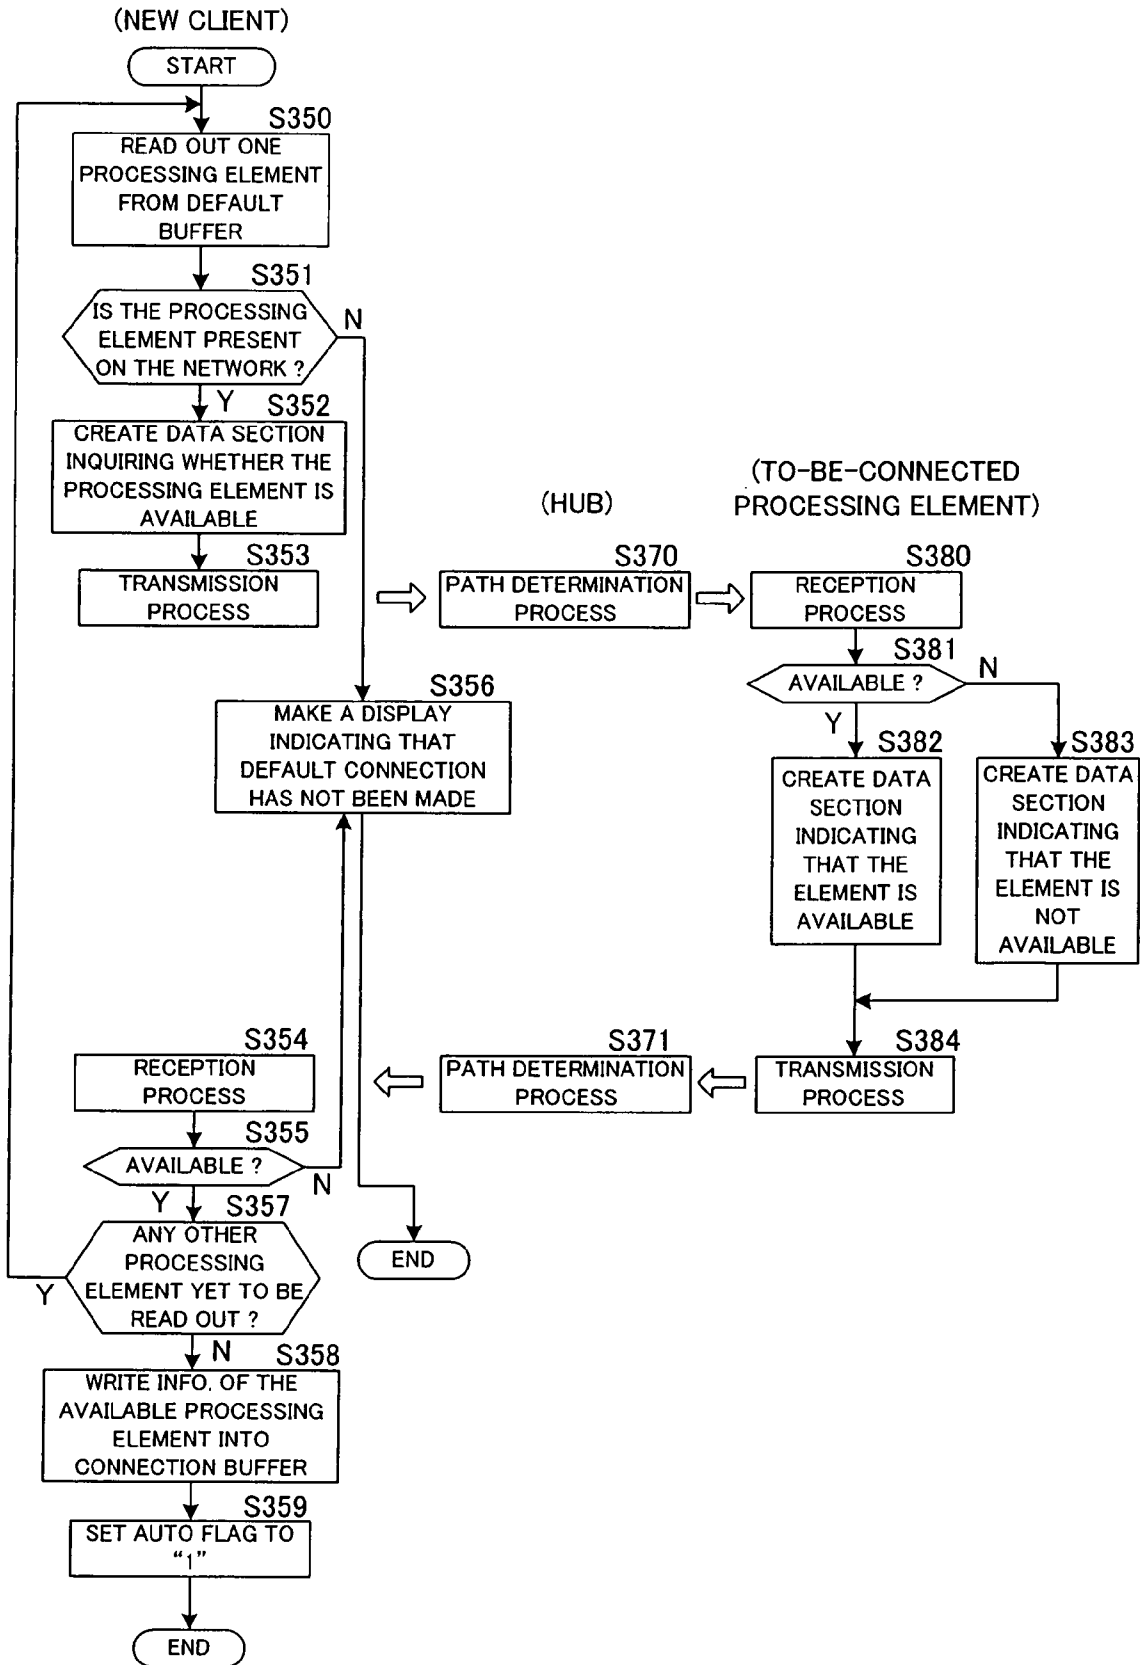 (NEW CLIENT)
START
S350
READ OUT ONE
PROCESSING ELEMENT
FROM DEFAULT
BUFFER
S351
IS THE PROCESSING
ELEMENT PRESENT
ON THE NETWORK ?
N
Y
S352
CREATE DATA SECTION
INQUIRING WHETHER THE
PROCESSING ELEMENT IS
AVAILABLE
S353
TRANSMISSION
PROCESS
(HUB)
S370
PATH DETERMINATION
PROCESS
(TO-BE-CONNECTED
PROCESSING ELEMENT)
S380
RECEPTION
PROCESS
S381
AVAILABLE ?
N
Y
S382
CREATE DATA
SECTION
INDICATING
THAT THE
ELEMENT IS
AVAILABLE
S383
CREATE DATA
SECTION
INDICATING
THAT THE
ELEMENT IS
NOT
AVAILABLE
S356
MAKE A DISPLAY
INDICATING THAT
DEFAULT CONNECTION
HAS NOT BEEN MADE
S384
TRANSMISSION
PROCESS
S371
PATH DETERMINATION
PROCESS
S354
RECEPTION
PROCESS
S355
AVAILABLE ?
N
Y
S357
ANY OTHER
PROCESSING
ELEMENT YET TO BE
READ OUT ?
Y
N
END
S358
WRITE INFO. OF THE
AVAILABLE PROCESSING
ELEMENT INTO
CONNECTION BUFFER
S359
SET AUTO FLAG TO
“1”
END